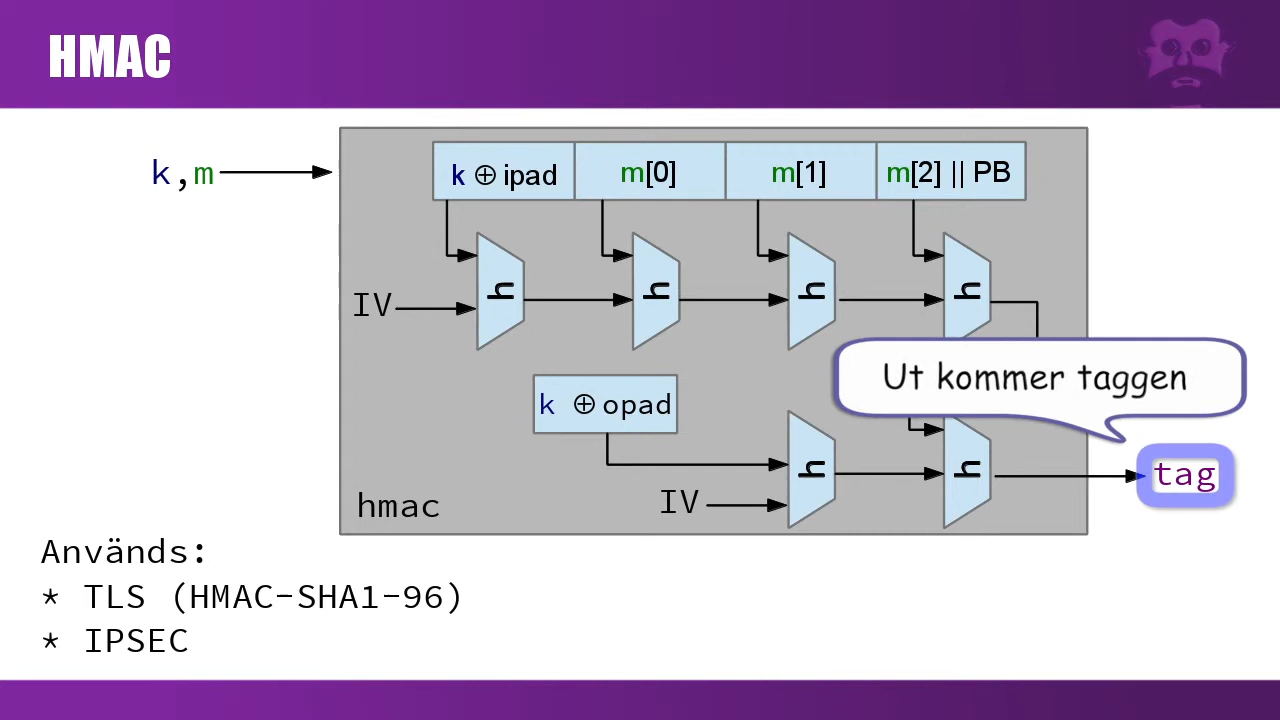 HMAC
k,m
k ⊕ ipad
m[0]
m[1]
m[2] || PB
h
h
h
h
IV
Ut kommer taggen
k ⊕ opad
h
h
tag
IV
hmac
Används:
* TLS (HMAC-SHA1-96)
* IPSEC